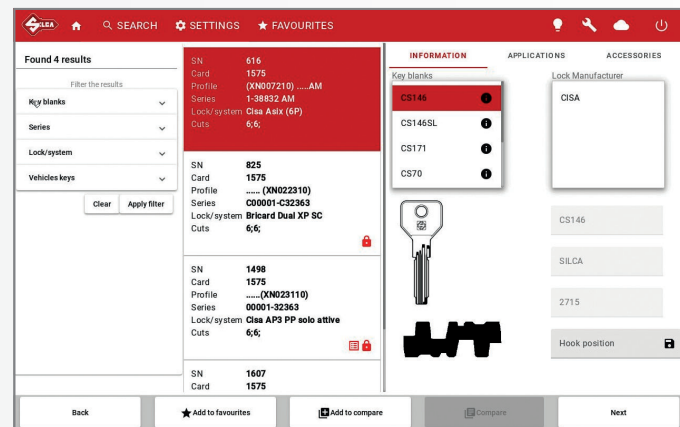 SILCA
SEARCH
SETTINGS
FAVOURITES
Found 4 results
Filter the results
Key blanks
Series
Lock/system
Vehicles keys
Clear
Apply filter
SN 616
Card 1575
Profile (XN007210) .....AM
Series 1-38832 AM
Lock/system Cisa Asix (6P)
Cuts 6;6;
SN 825
Card 1575
Profile ...... (XN022310)
Series C00001-C32363
Lock/system Bricard Dual XP SC
Cuts 6;6;
SN 1498
Card 1575
Profile ......(XN023110)
Series 00001-32363
Lock/system Cisa AP3 PP solo attive
Cuts 6;6;
SN 1607
Card 1575
INFORMATION
APPLICATIONS
ACCESSORIES
Key blanks
CS146
CS146SL
CS171
CS70
Lock Manufacturer
CISA
CS146
SILCA
2715
Hook position
Back
Add to favourites
Add to compare
Compare
Next